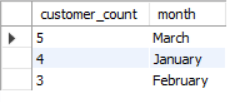 customer_count month
5 March
4 January
3 February